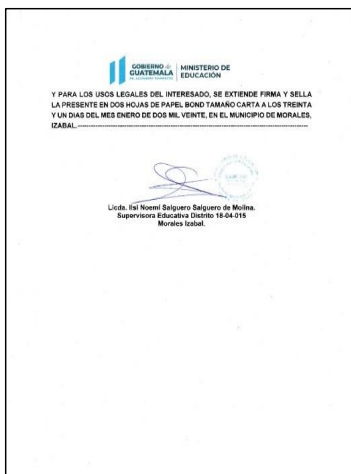 GOBIERNO de
GUATEMALA
MINISTERIO DE
EDUCACIÓN
Y PARA LOS USOS LEGALES DEL INTERESADO, SE EXTIENDE FIRMA Y SELLA
LA PRESENTE EN DOS HOJAS DE PAPEL BOND TAMAÑO CARTA A LOS TREINTA
Y UN DIAS DEL MES ENERO DE DOS MIL VEINTE, EN EL MUNICIPIO DE MORALES,
IZABAL.
Licda. Ilsi Noemí Salguero Salguero de Molina.
Supervisora Educativa Distrito 18-04-015
Morales Izabal.